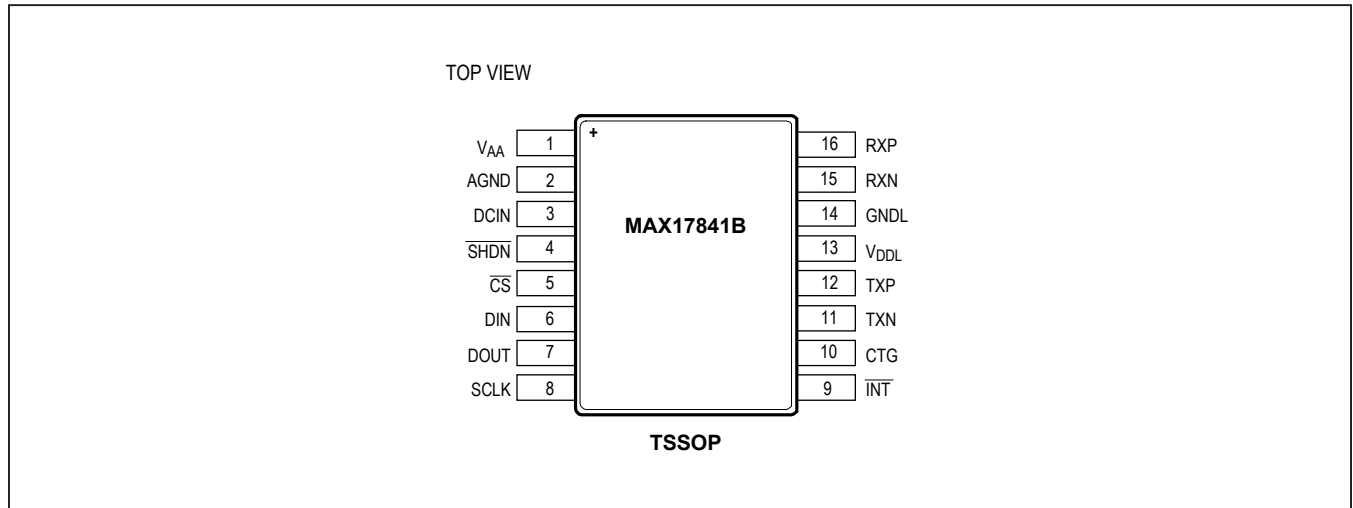 TOP VIEW
VAA 1 + 16 RXP
AGND 2 15 RXN
DCIN 3 MAX17841B 14 GNDL
SHDN 4 13 VDDL
CS 5 12 TXP
DIN 6 11 TXN
DOUT 7 10 CTG
SCLK 8 9 INT
TSSOP